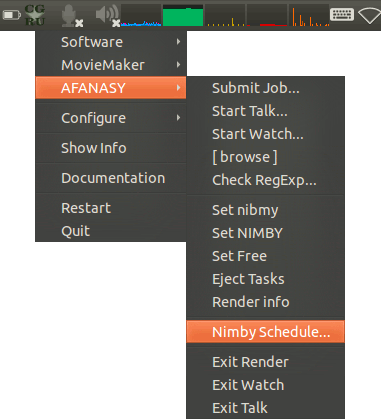 CG
RU
Software
MovieMaker
AFANASY
Configure
Show Info
Documentation
Restart
Quit
Submit Job...
Start Talk...
Start Watch...
[ browse ]
Check RegExp...
Set nibmy
Set NIMBY
Set Free
Eject Tasks
Render info
Nimby Schedule...
Exit Render
Exit Watch
Exit Talk